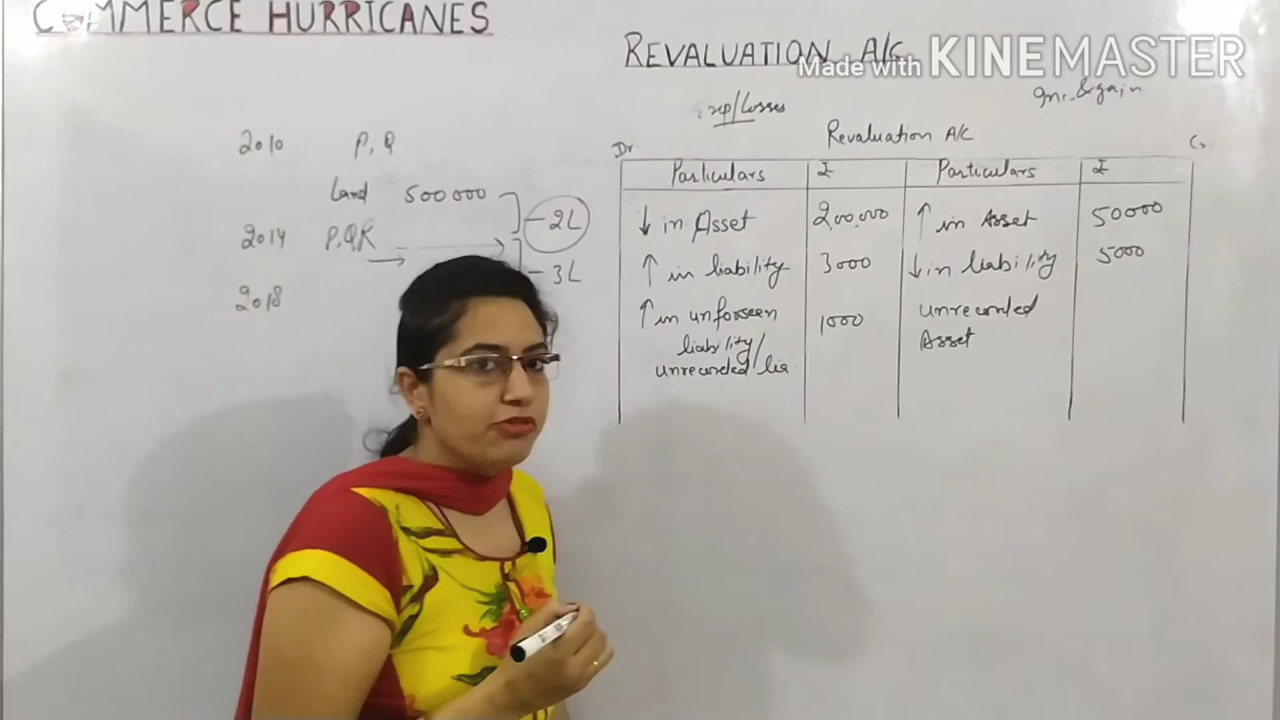 COMMERCE HURRICANES
REVALUATION A/c
Made with KINEMASTER
exp/Losses
Inc. & gain
2010 P, Q
Land 500000
- 2L
2014 P,Q,R
- 3L
2018
Revaluation A/C
Dr. Cr
Particulars ₹ Particulars ₹
↓ in Asset 2,00,000 ↑ in Asset 50000
↑ in liability 3000 ↓ in liability 5000
↑ in unforseen 1000 unrecorded
liability/ Asset
unrecorded lia